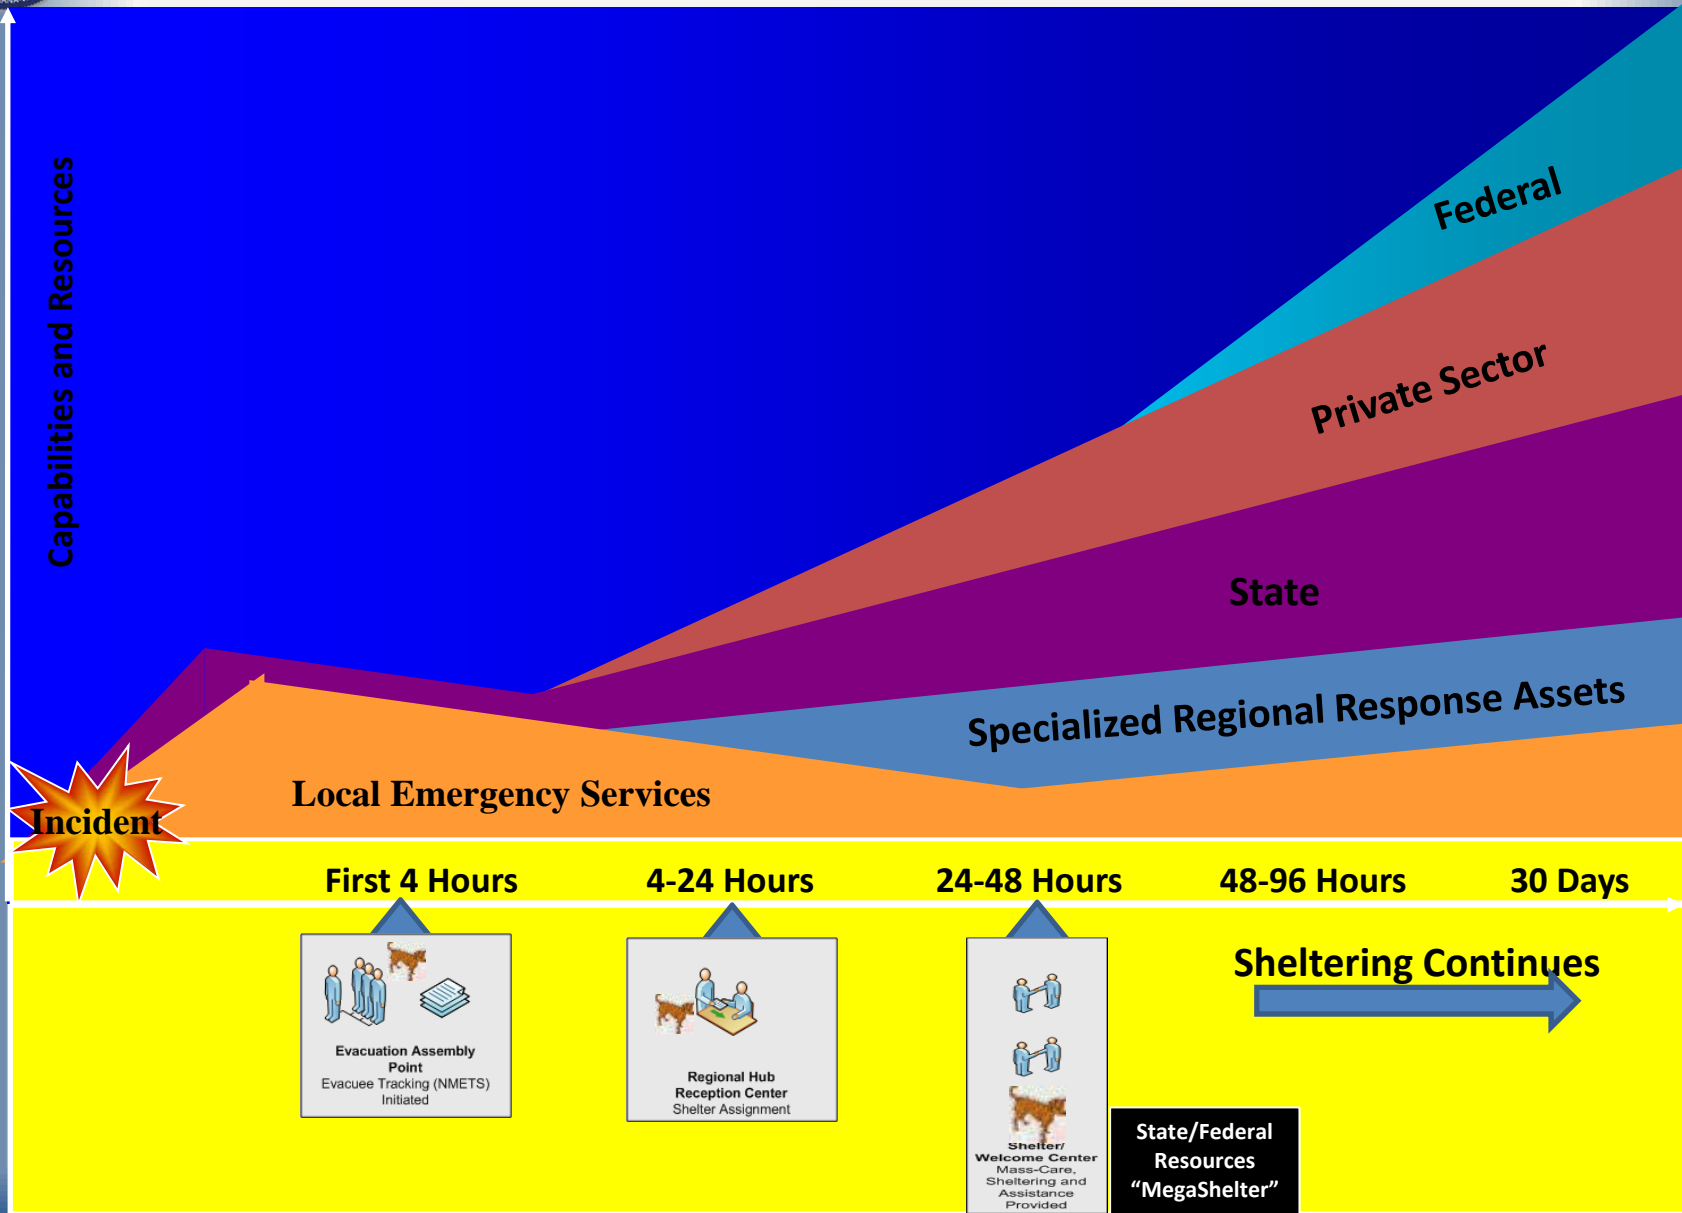 Capabilities and Resources
Federal
Private Sector
State
Specialized Regional Response Assets
Local Emergency Services
Incident
First 4 Hours
4-24 Hours
24-48 Hours
48-96 Hours
30 Days
Sheltering Continues
Evacuation Assembly
Point
Evacuee Tracking (NMETS)
Initiated
Regional Hub
Reception Center
Shelter Assignment
Shelter/
Welcome Center
Mass-Care,
Sheltering and
Assistance
Provided
State/Federal
Resources
“MegaShelter”